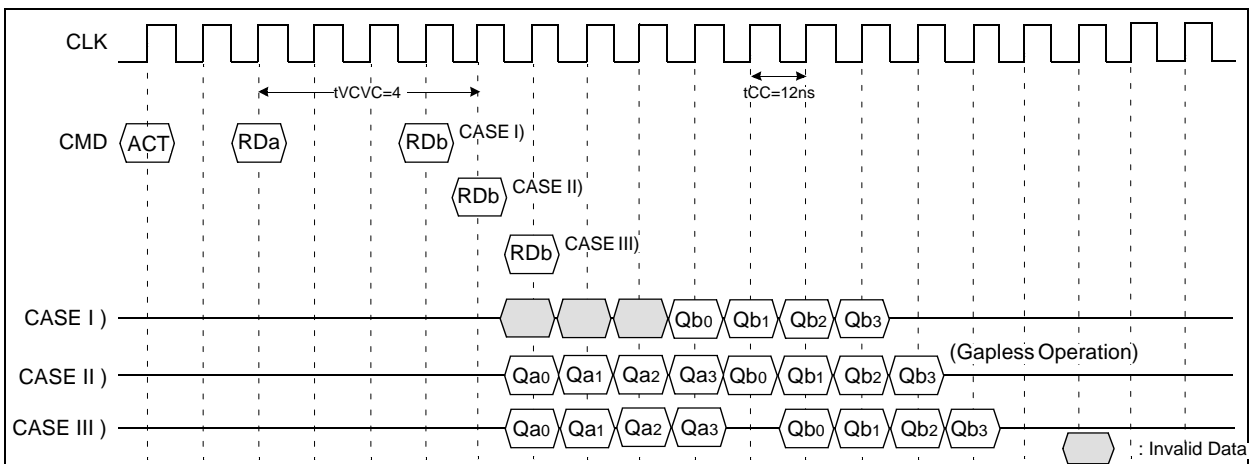 CLK
tVCVC=4
tCC=12ns
CMD ACT RDa RDb CASE I)
RDb CASE II)
RDb CASE III)
CASE I ) Qb0 Qb1 Qb2 Qb3
(Gapless Operation)
CASE II ) Qa0 Qa1 Qa2 Qa3 Qb0 Qb1 Qb2 Qb3
CASE III ) Qa0 Qa1 Qa2 Qa3 Qb0 Qb1 Qb2 Qb3
: Invalid Data